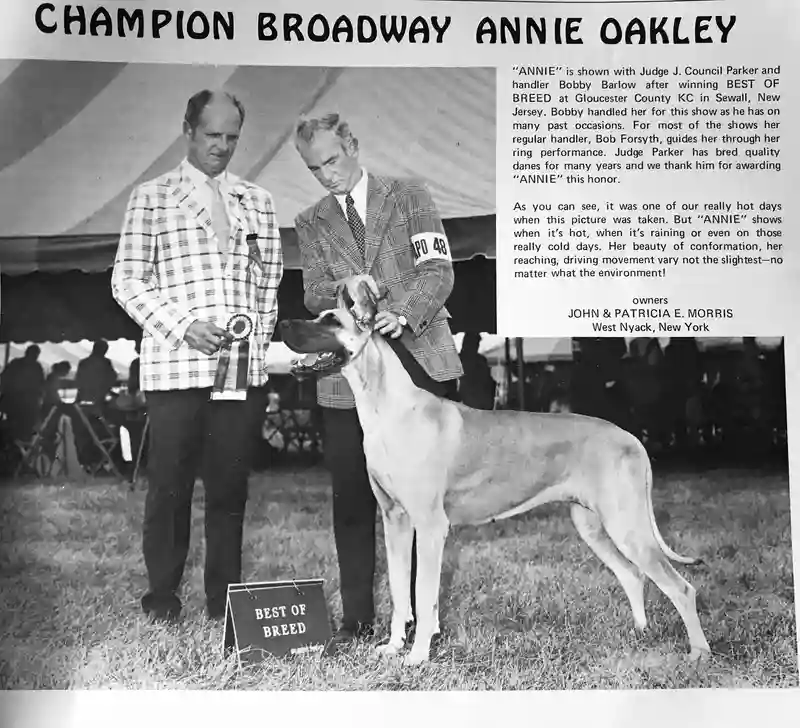 CHAMPION BROADWAY ANNIE OAKLEY
"ANNIE" is shown with Judge J. Council Parker and
handler Bobby Barlow after winning BEST OF
BREED at Gloucester County KC in Sewall, New
Jersey. Bobby handled her for this show as he has on
many past occasions. For most of the shows her
regular handler, Bob Forsyth, guides her through her
ring performance. Judge Parker has bred quality
danes for many years and we thank him for awarding
"ANNIE" this honor.
As you can see, it was one of our really hot days
when this picture was taken. But "ANNIE" shows
when it's hot, when it's raining or even on those
really cold days. Her beauty of conformation, her
reaching, driving movement vary not the slightest—no
matter what the environment!
owners
JOHN & PATRICIA E. MORRIS
West Nyack, New York
48
BEST OF
BREED